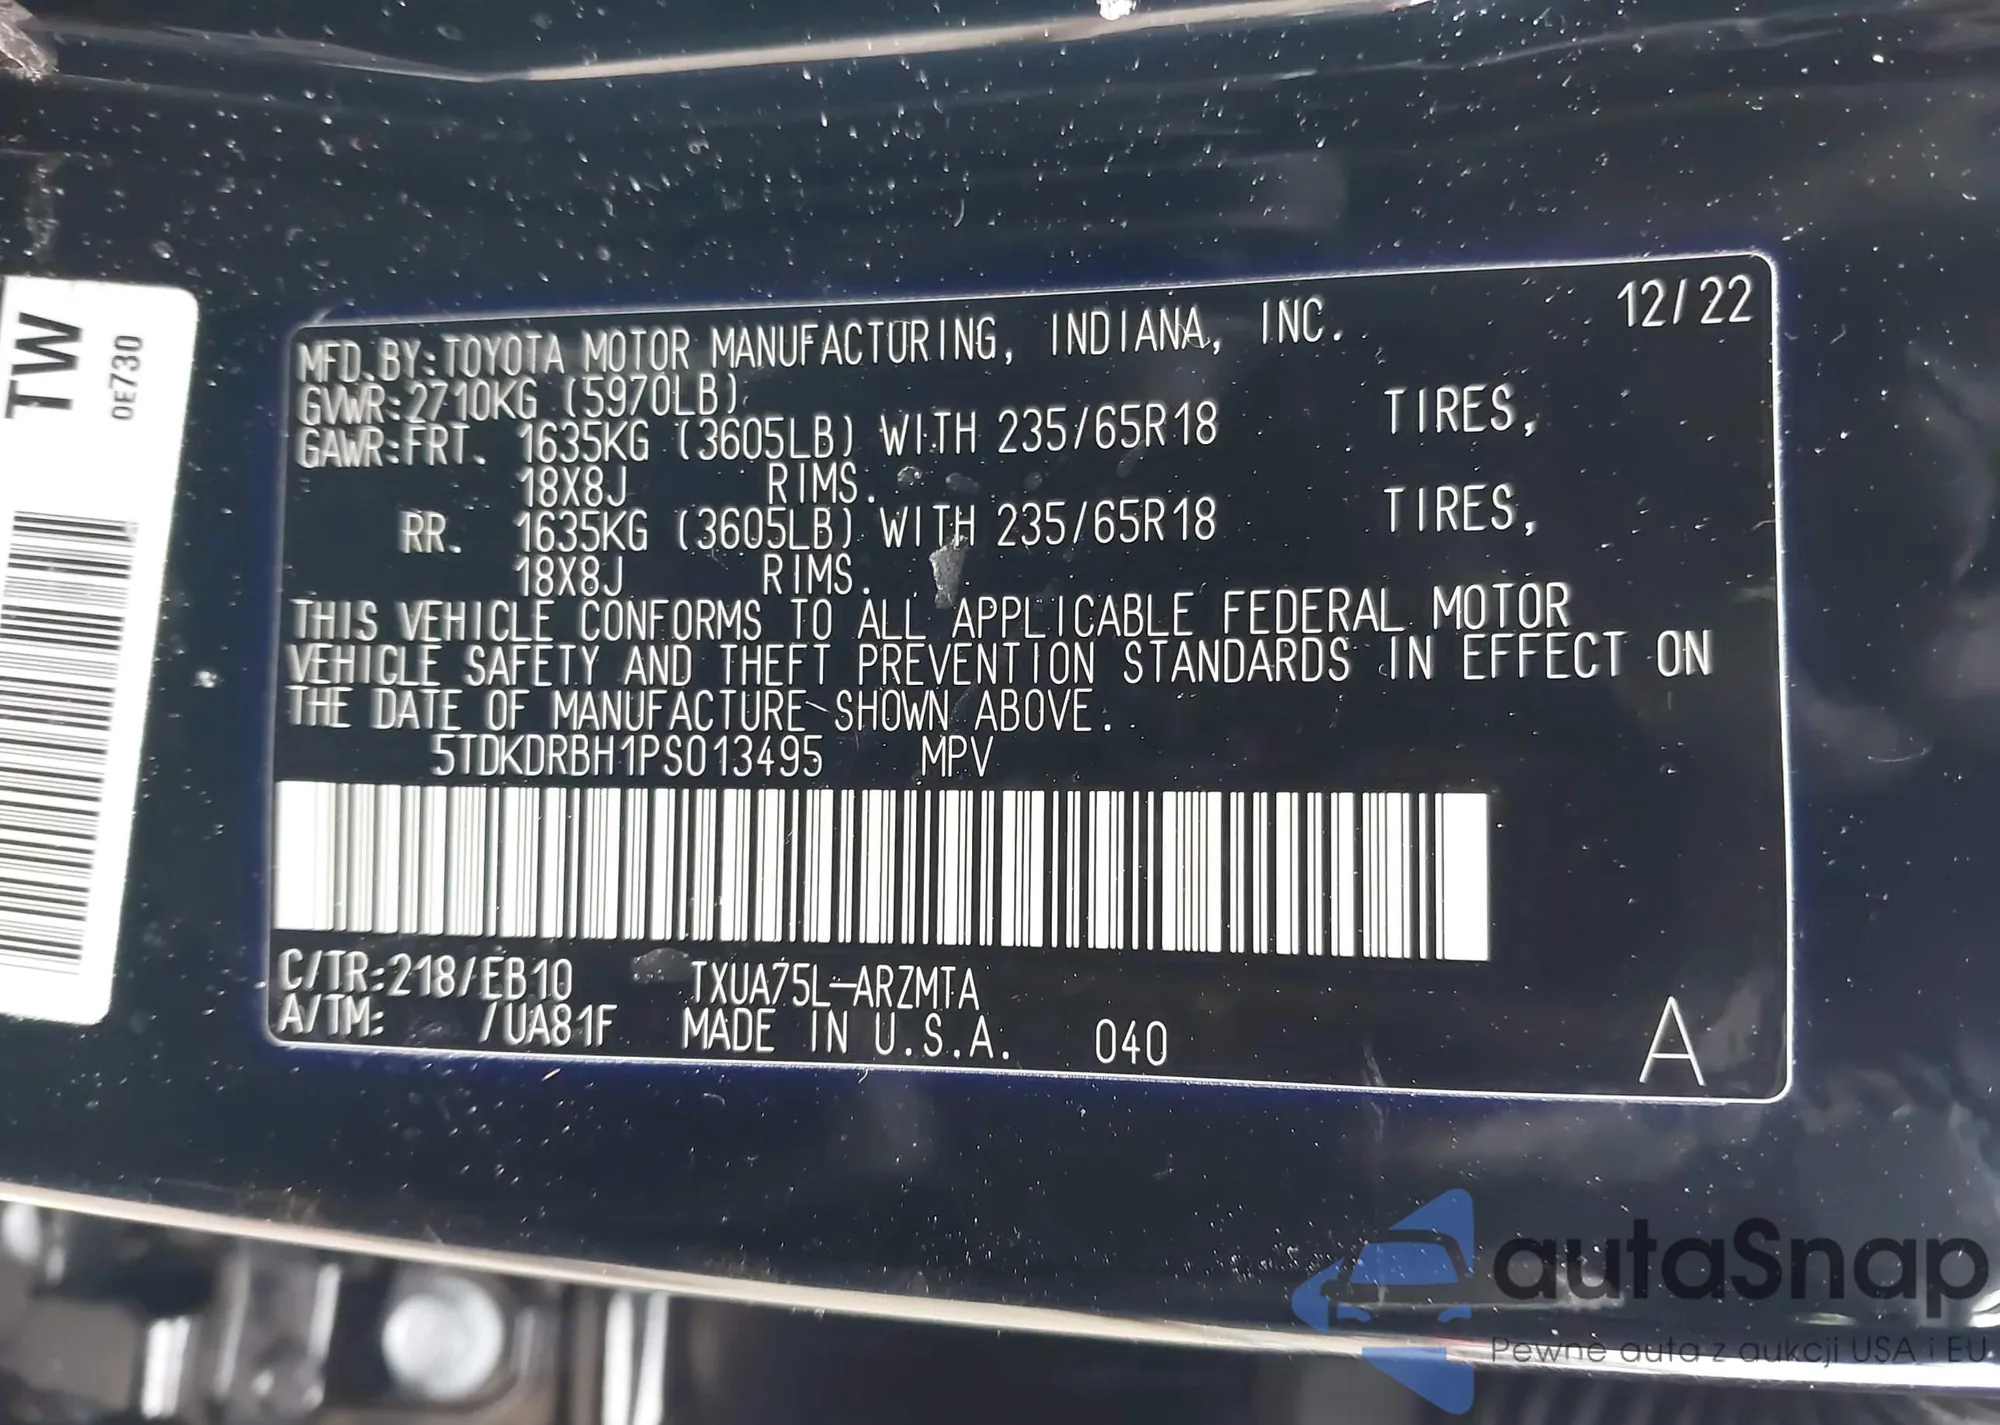 TW
0E730
12/22
MFD. BY: TOYOTA MOTOR MANUFACTURING, INDIANA, INC.
GVWR: 2710KG (5970LB)
GAWR: FRT. 1635KG (3605LB) WITH 235/65R18 TIRES,
18X8J RIMS.
RR. 1635KG (3605LB) WITH 235/65R18 TIRES,
18X8J RIMS.
THIS VEHICLE CONFORMS TO ALL APPLICABLE FEDERAL MOTOR
VEHICLE SAFETY AND THEFT PREVENTION STANDARDS IN EFFECT ON
THE DATE OF MANUFACTURE SHOWN ABOVE.
5TDKDRBH1PS013495 MPV
C/TR: 218/EB10 TXUA75L-ARZMTA
A/TM: /UA81F MADE IN U.S.A. 040
A
autaSnap
Pewne auta z aukcji USA i EU